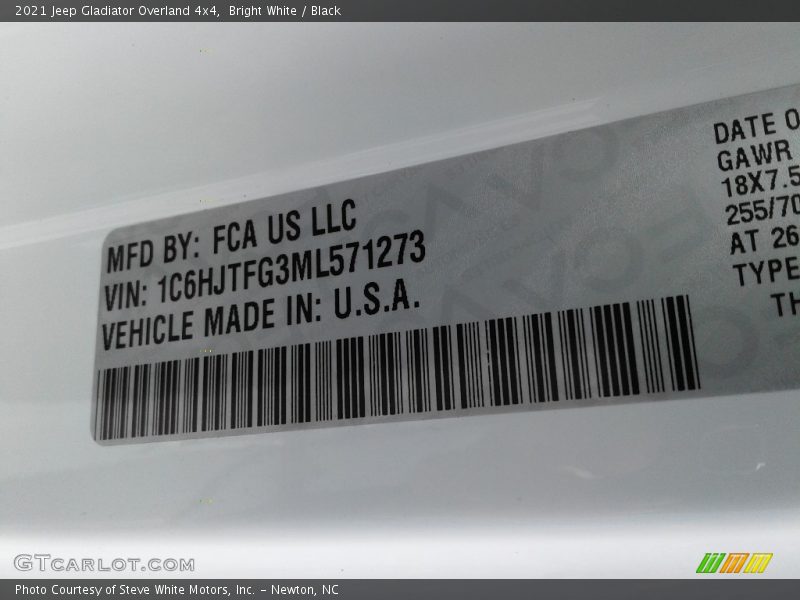 2021 Jeep Gladiator Overland 4x4, Bright White / Black
MFD BY: FCA US LLC
VIN: 1C6HJTFG3ML571273
VEHICLE MADE IN: U.S.A.
DATE O
GAWR
18X7.5
255/70
AT 26
TYPE
TH
GTCARLOT.COM
Photo Courtesy of Steve White Motors, Inc. – Newton, NC